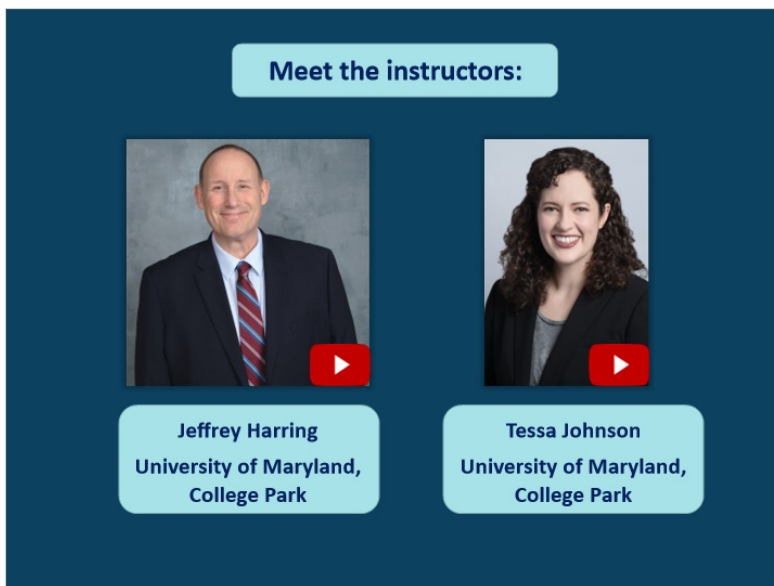 Meet the instructors:
Jeffrey Harring
University of Maryland,
College Park
Tessa Johnson
University of Maryland,
College Park